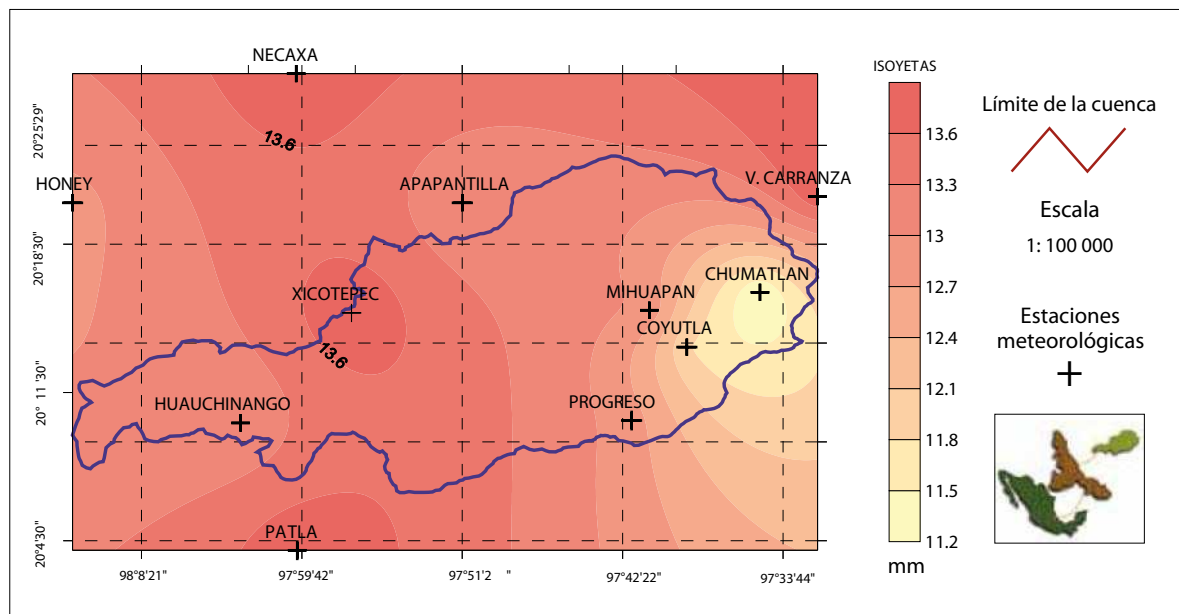 NECAXA
ISOYETAS
13.6
20°25'29"
HONEY
APAPANTILLA
V. CARRANZA
20°18'30"
XICOTEPEC
MIHUAPAN
CHUMATLAN
COYUTLA
13.6
20° 11 '30"
HUAUCHINANGO
PROGRESO
20°4'30"
PATLA
98°8'21"
97°59'42"
97°51'2 "
97°42'22"
97°33'44"
13.6
13.3
13
12.7
12.4
12.1
11.8
11.5
11.2
mm
Límite de la cuenca
Escala
1: 100 000
Estaciones
meteorológicas